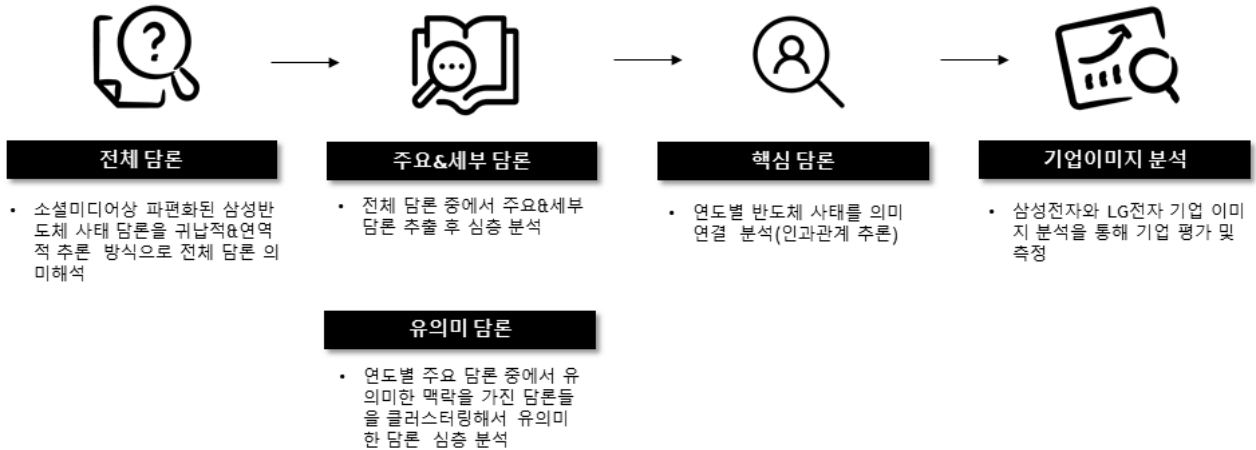 전체 담론
• 소셜미디어상 파편화된 삼성반
도체 사태 담론을 귀납적&연역
적 추론 방식으로 전체 담론 의
미해석
주요&세부 담론
• 전체 담론 중에서 주요&세부
담론 추출 후 심층 분석
유의미 담론
• 연도별 주요 담론 중에서 유
의미한 맥락을 가진 담론들
을 클러스터링해서 유의미
한 담론 심층 분석
핵심 담론
• 연도별 반도체 사태를 의미
연결 분석(인과관계 추론)
기업이미지 분석
• 삼성전자와 LG전자 기업 이미
지 분석을 통해 기업 평가 및
측정